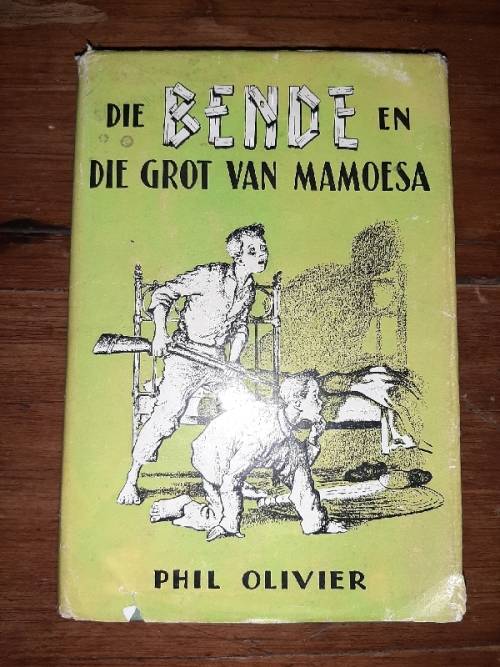 DIE BENDE EN
DIE GROT VAN MAMOESA
PHIL OLIVIER